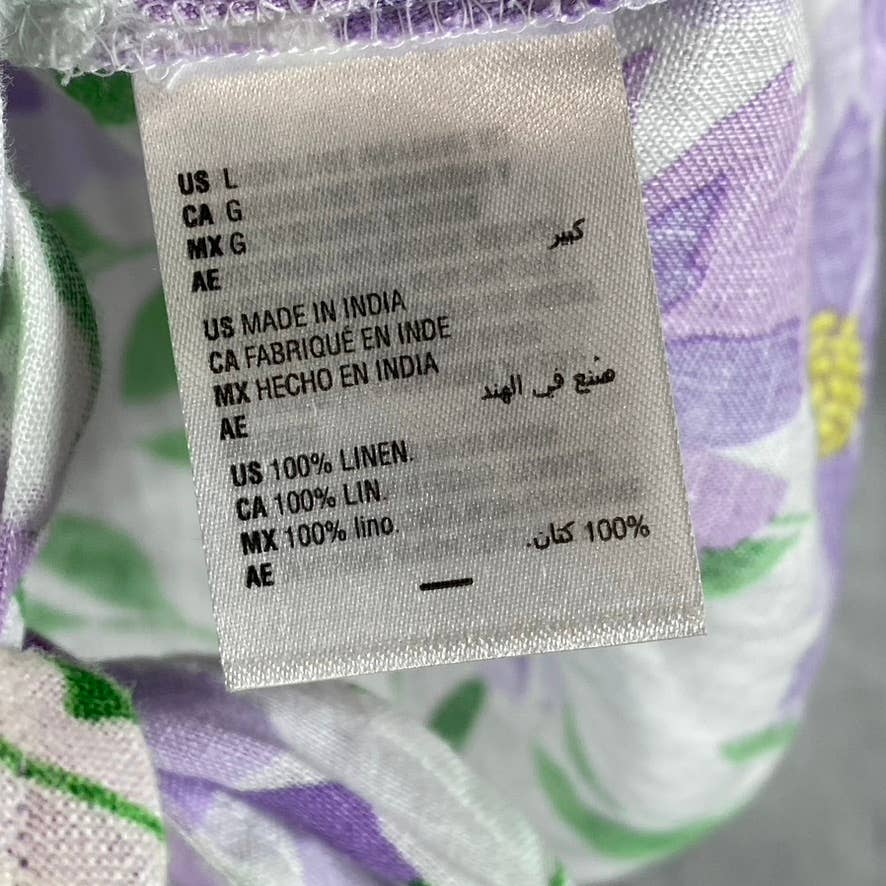 US L
CA G
MX G
AE كبير
US MADE IN INDIA
CA FABRIQUÉ EN INDE
MX HECHO EN INDIA
AE صُنع في الهند
US 100% LINEN.
CA 100% LIN.
MX 100% lino.
AE 100% كتان.